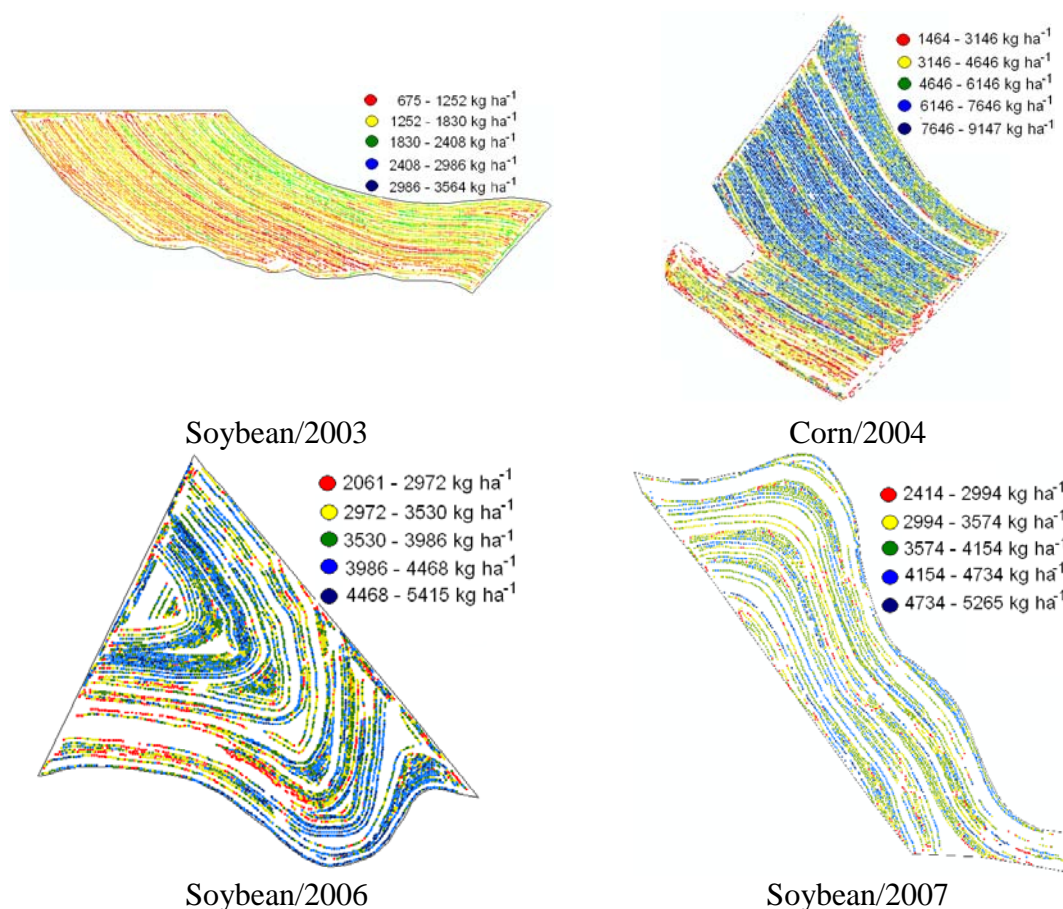 675 - 1252 kg ha⁻¹
1252 - 1830 kg ha⁻¹
1830 - 2408 kg ha⁻¹
2408 - 2986 kg ha⁻¹
2986 - 3564 kg ha⁻¹
1464 - 3146 kg ha⁻¹
3146 - 4646 kg ha⁻¹
4646 - 6146 kg ha⁻¹
6146 - 7646 kg ha⁻¹
7646 - 9147 kg ha⁻¹
Soybean/2003
Corn/2004
2061 - 2972 kg ha⁻¹
2972 - 3530 kg ha⁻¹
3530 - 3986 kg ha⁻¹
3986 - 4468 kg ha⁻¹
4468 - 5415 kg ha⁻¹
2414 - 2994 kg ha⁻¹
2994 - 3574 kg ha⁻¹
3574 - 4154 kg ha⁻¹
4154 - 4734 kg ha⁻¹
4734 - 5265 kg ha⁻¹
Soybean/2006
Soybean/2007